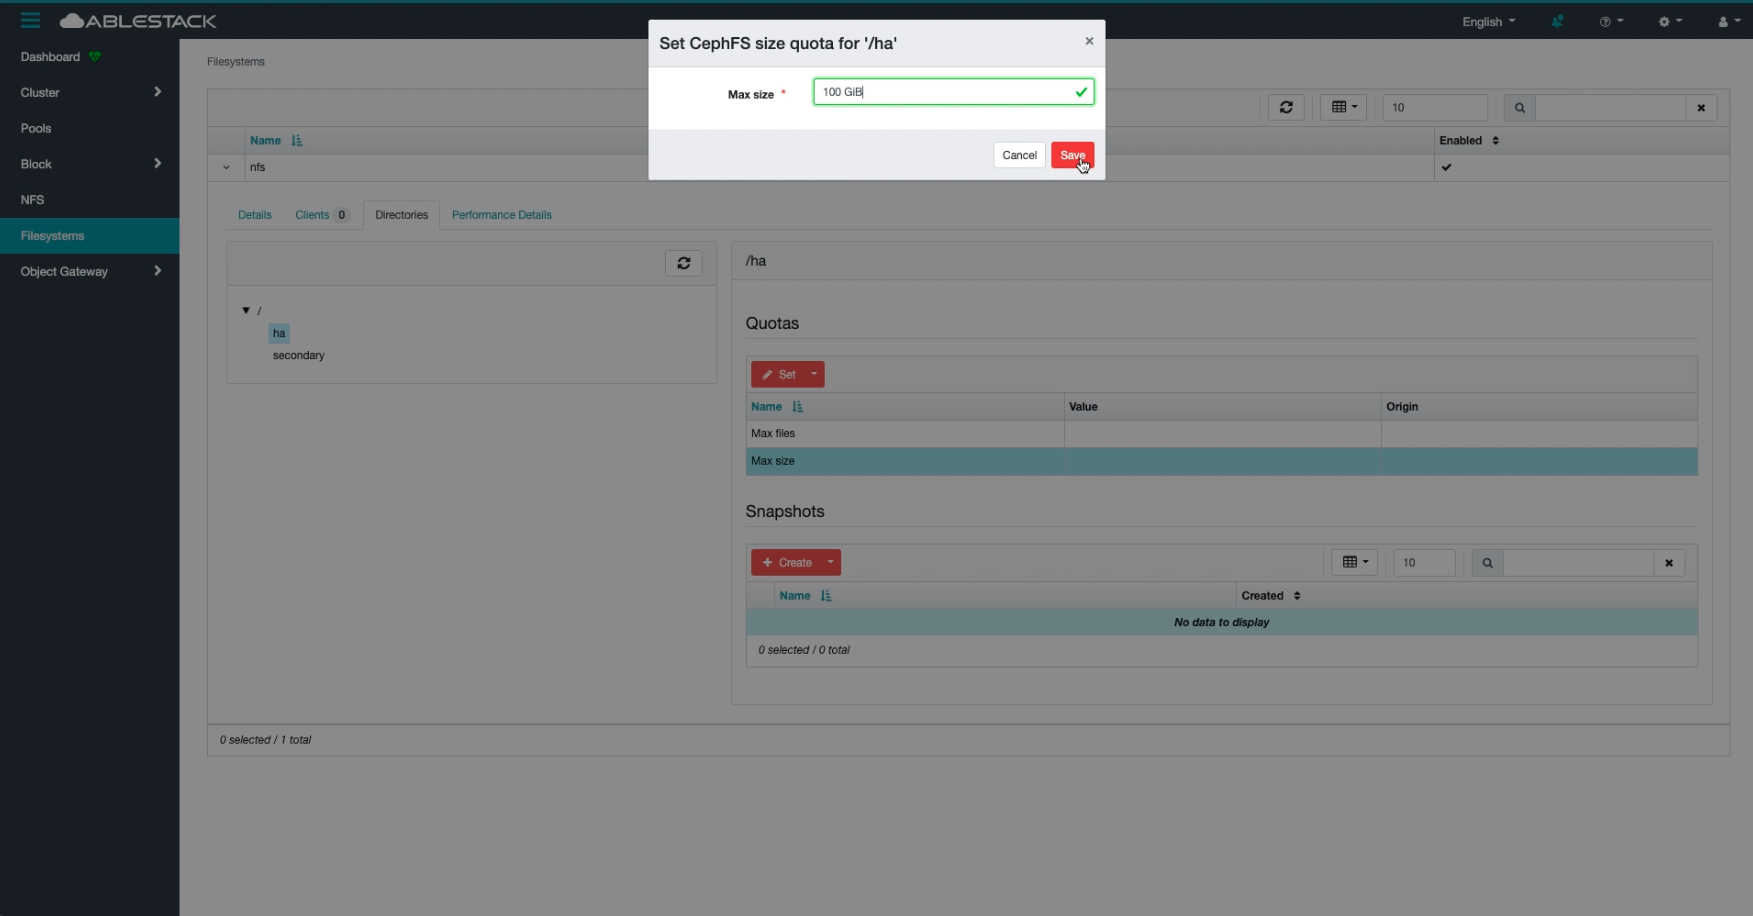 ABLESTACK
English
Dashboard
Cluster
Pools
Block
NFS
Filesystems
Object Gateway
Set CephFS size quota for '/ha'
×
Max size *
100 GiB
Cancel
Save
Filesystems
10
Name
Enabled
nfs
Details
Clients 0
Directories
Performance Details
/
ha
secondary
/ha
Quotas
Set
Name
Value
Origin
Max files
Max size
Snapshots
Create
10
Name
Created
No data to display
0 selected / 0 total
0 selected / 1 total